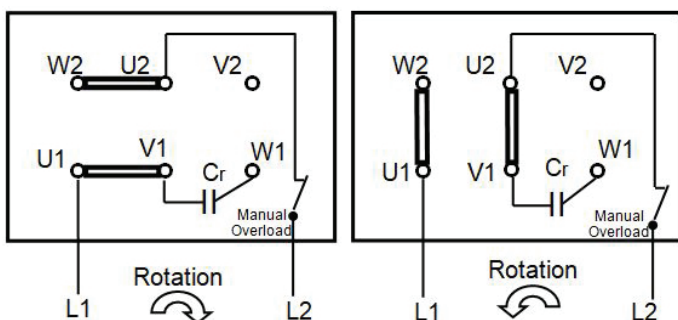 W2 U2 V2
U1 V1 Cr W1
Manual
Overload
L1 Rotation L2
W2 U2 V2
U1 V1 Cr W1
Manual
Overload
L1 Rotation L2